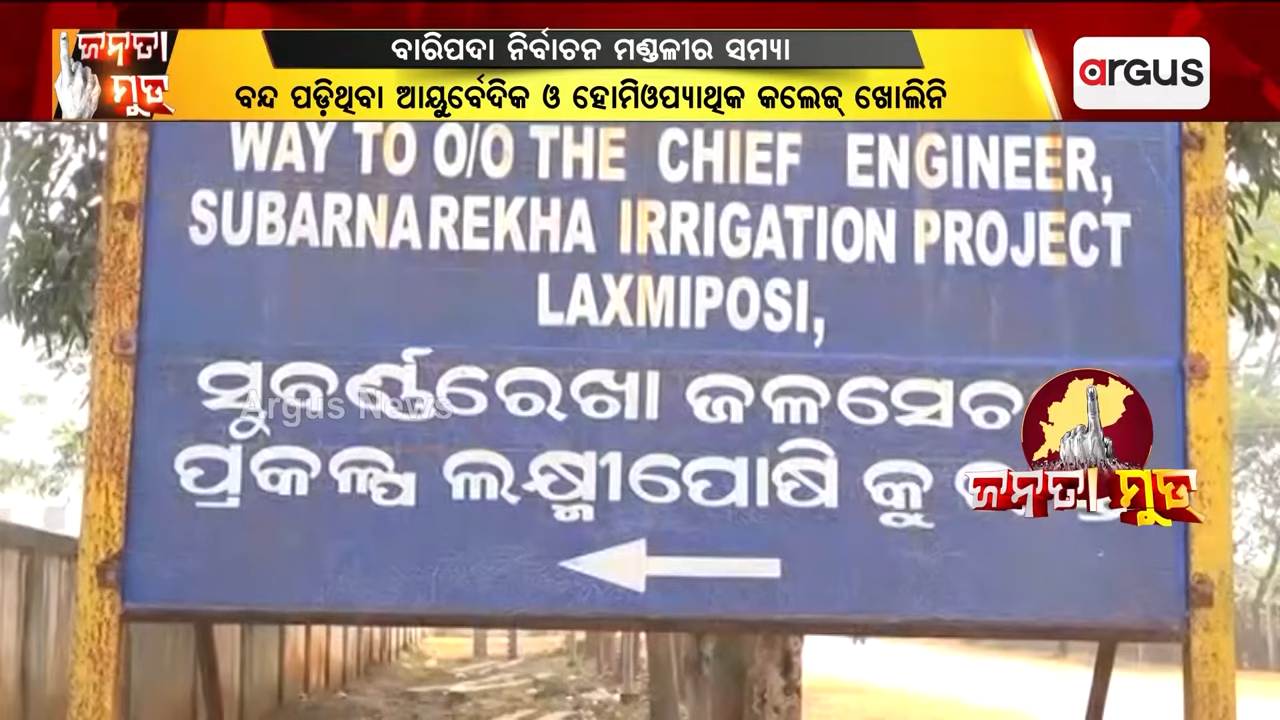 ଜନତା
ମୁଡ୍
ବାରିପଦା ନିର୍ବାଚନ ମଣ୍ଡଳୀର ସମ୍ୟା
ବନ୍ଦ ପଡ଼ିଥିବା ଆୟୁର୍ବେଦିକ ଓ ହୋମିଓପ୍ୟାଥିକ କଲେଜ୍ ଖୋଲିନି
argus
WAY TO O/O THE CHIEF ENGINEER,
SUBARNAREKHA IRRIGATION PROJECT
LAXMIPOSI,
ସୁବର୍ଣ୍ଣରେଖା ଜଳସେଚ
Argus News
ପ୍ରକଳ୍ପ ଲକ୍ଷ୍ମୀପୋଷି କୁ
ଜନତା ମୁଡ୍